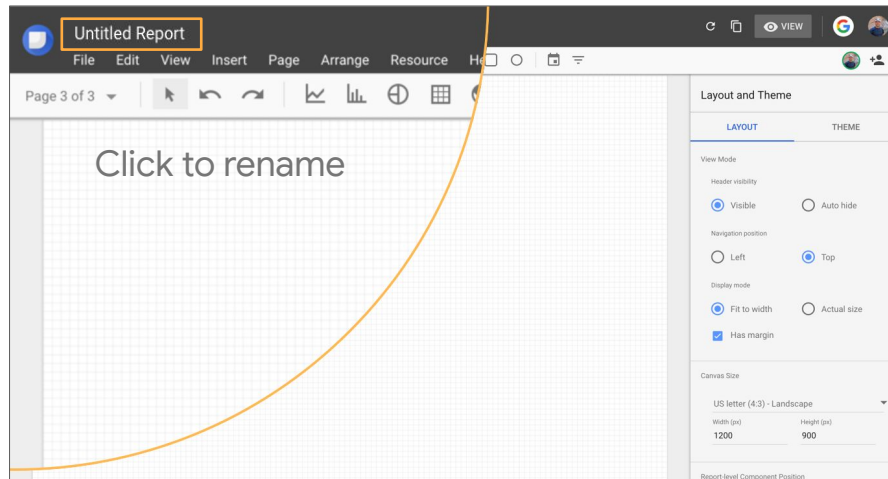 Untitled Report
VIEW
File Edit View Insert Page Arrange Resource
Page 3 of 3
Click to rename
Layout and Theme
LAYOUT THEME
View Mode
Header visibility
Visible Auto hide
Navigation position
Left Top
Display mode
Fit to width Actual size
Has margin
Canvas Size
US letter (4:3) - Landscape
Width (px) Height (px)
1200 900
Report-level Component Position